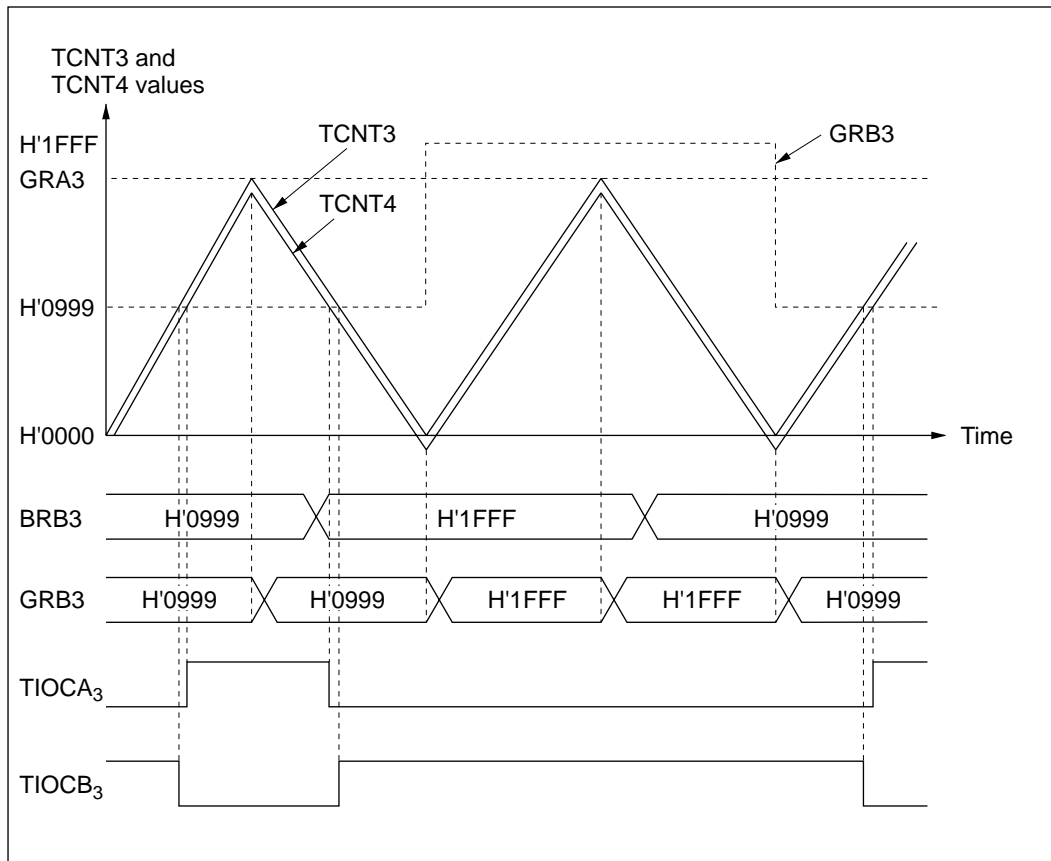 TCNT3 and
TCNT4 values
H'1FFF
TCNT3
GRB3
GRA3
TCNT4
H'0999
H'0000
Time
BRB3
H'0999
H'1FFF
H'0999
GRB3
H'0999
H'0999
H'1FFF
H'1FFF
H'0999
TIOCA3
TIOCB3